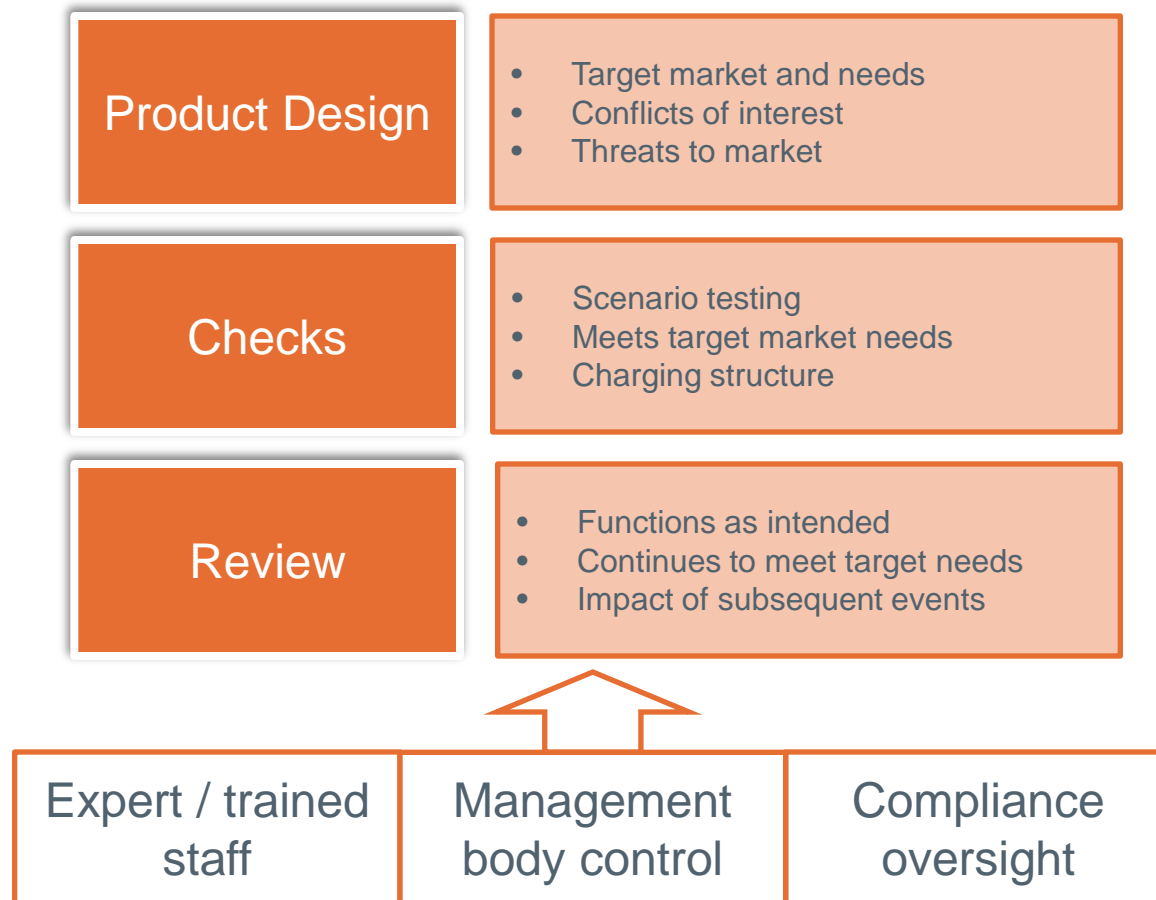 Product Design
• Target market and needs
• Conflicts of interest
• Threats to market
Checks
• Scenario testing
• Meets target market needs
• Charging structure
Review
• Functions as intended
• Continues to meet target needs
• Impact of subsequent events
Expert / trained
staff
Management
body control
Compliance
oversight